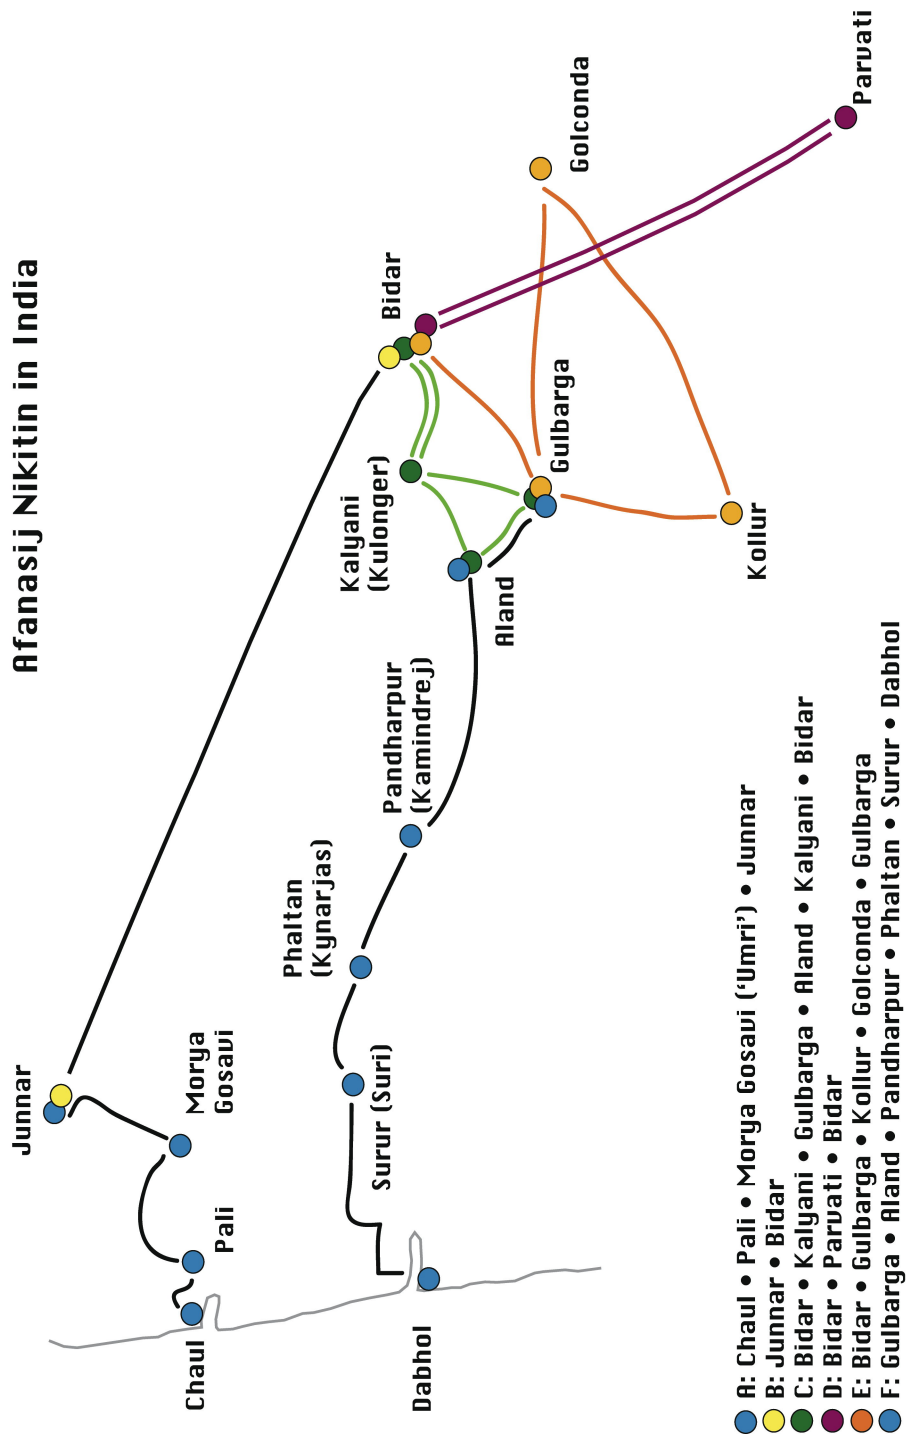 Afanasij Nikitin in India
Junnar
Morya
Gosavi
Pali
Chaul
Bidar
Parvati
Golconda
Kalyani
(Kulonger)
Gulbarga
Aland
Kollur
Pandharpur
(Kamindrej)
Phaltan
(Kynarjas)
Surur (Suri)
Dabhol
A: Chaul • Pali • Morya Gosavi (‘Umri’) • Junnar
B: Junnar • Bidar
C: Bidar • Kalyani • Gulbarga • Aland • Kalyani • Bidar
D: Bidar • Parvati • Bidar
E: Bidar • Gulbarga • Kollur • Golconda • Gulbarga
F: Gulbarga • Aland • Pandharpur • Phaltan • Surur • Dabhol